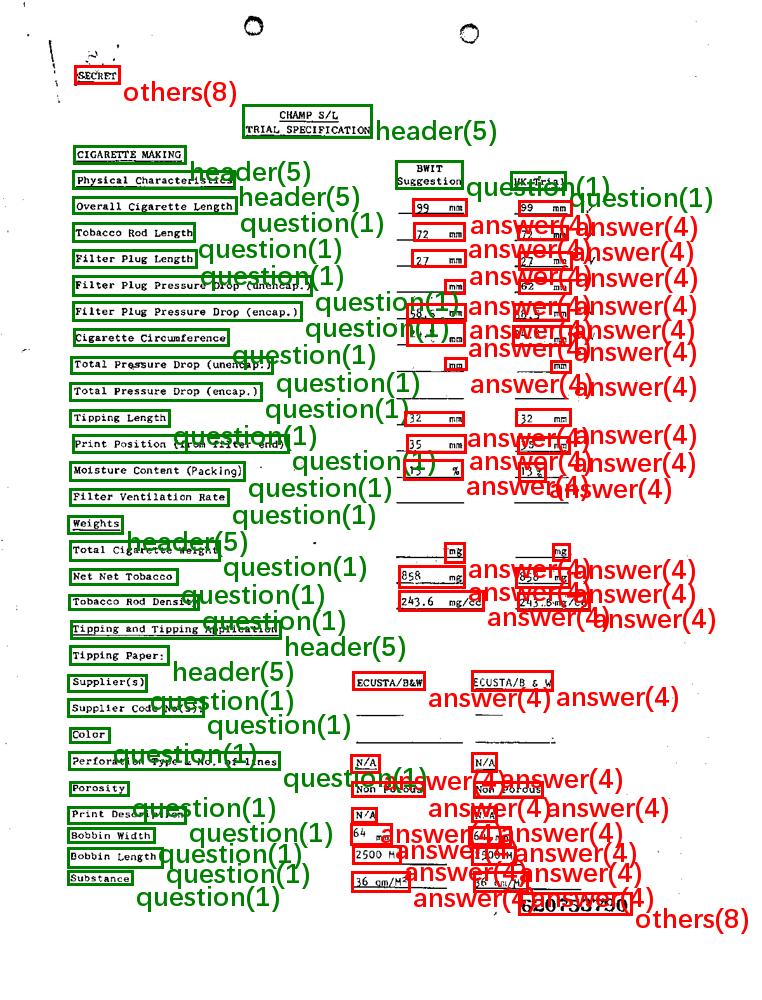 SECRET
others(8)
CHAMP S/L
TRIAL SPECIFICATION
header(5)
CIGARETTE MAKING
header(5)
BWIT
Suggestion
question(1)
UK Trial
question(1)
Physical Characteristics
header(5)
Overall Cigarette Length
question(1)
99 mm
answer(4)
99 mm
answer(4)
Tobacco Rod Length
question(1)
72 mm
answer(4)
72 mm
answer(4)
Filter Plug Length
question(1)
27 mm
answer(4)
27 mm
answer(4)
Filter Plug Pressure Drop (unencap.)
question(1)
mm
answer(4)
62 mm
answer(4)
Filter Plug Pressure Drop (encap.)
question(1)
mm
answer(4)
mm
answer(4)
Cigarette Circumference
question(1)
mm
answer(4)
mm
answer(4)
Total Pressure Drop (unencap.)
question(1)
mm
answer(4)
mm
answer(4)
Total Pressure Drop (encap.)
question(1)
Tipping Length
question(1)
32 mm
answer(4)
32 mm
answer(4)
Print Position (from filter end)
question(1)
35 mm
answer(4)
mm
answer(4)
Moisture Content (Packing)
question(1)
13 %
answer(4)
13%
answer(4)
Filter Ventilation Rate
question(1)
Weights
header(5)
Total Cigarette Weight
question(1)
mg
answer(4)
mg
answer(4)
Net Net Tobacco
question(1)
858 mg
answer(4)
858 mg
answer(4)
Tobacco Rod Density
question(1)
243.6 mg/cc
answer(4)
243.6 mg/cc
answer(4)
Tipping and Tipping Application
header(5)
Tipping Paper:
header(5)
Supplier(s)
question(1)
ECUSTA/B&W
answer(4)
ECUSTA/B & W
answer(4)
Supplier Code No(s).
question(1)
Color
question(1)
Perforation Type & No. of lines
question(1)
N/A
answer(4)
N/A
answer(4)
Porosity
question(1)
Non Porous
answer(4)
Non Porous
answer(4)
Print Description
question(1)
N/A
answer(4)
N/A
answer(4)
Bobbin Width
question(1)
64 mm
answer(4)
64 mm
answer(4)
Bobbin Length
question(1)
2500 M
answer(4)
answer(4)
Substance
question(1)
36 gm/M²
answer(4)
36 gm/M²
answer(4)
620753790
others(8)